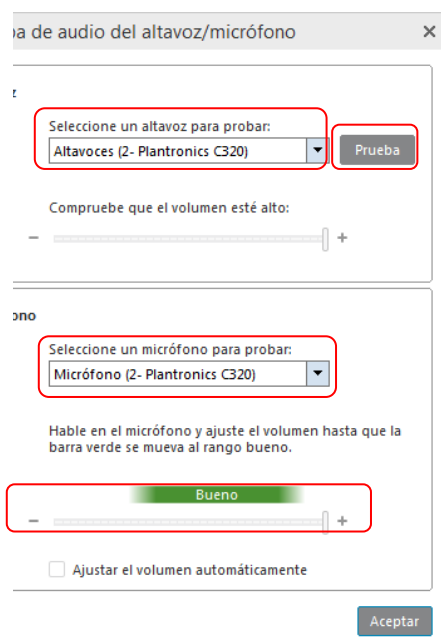 ba de audio del altavoz/micrófono
z
Seleccione un altavoz para probar:
Altavoces (2- Plantronics C320)
Prueba
Compruebe que el volumen esté alto:
− +
ono
Seleccione un micrófono para probar:
Micrófono (2- Plantronics C320)
Hable en el micrófono y ajuste el volumen hasta que la
barra verde se mueva al rango bueno.
Bueno
− +
Ajustar el volumen automáticamente
Aceptar